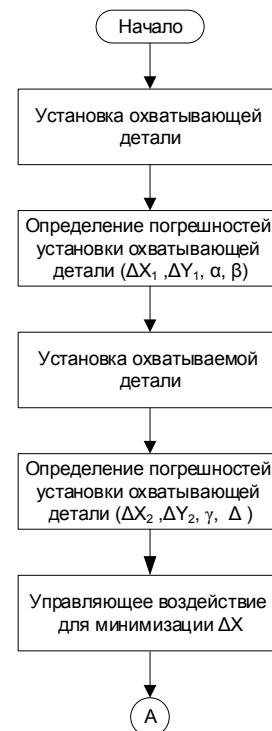 Начало
Установка охватывающей
детали
Определение погрешностей
установки охватывающей
детали (ΔX₁ ,ΔY₁, α, β)
Установка охватываемой
детали
Определение погрешностей
установки охватывающей
детали (ΔX₂ ,ΔY₂, γ, Δ )
Управляющее воздействие
для минимизации ΔX
А